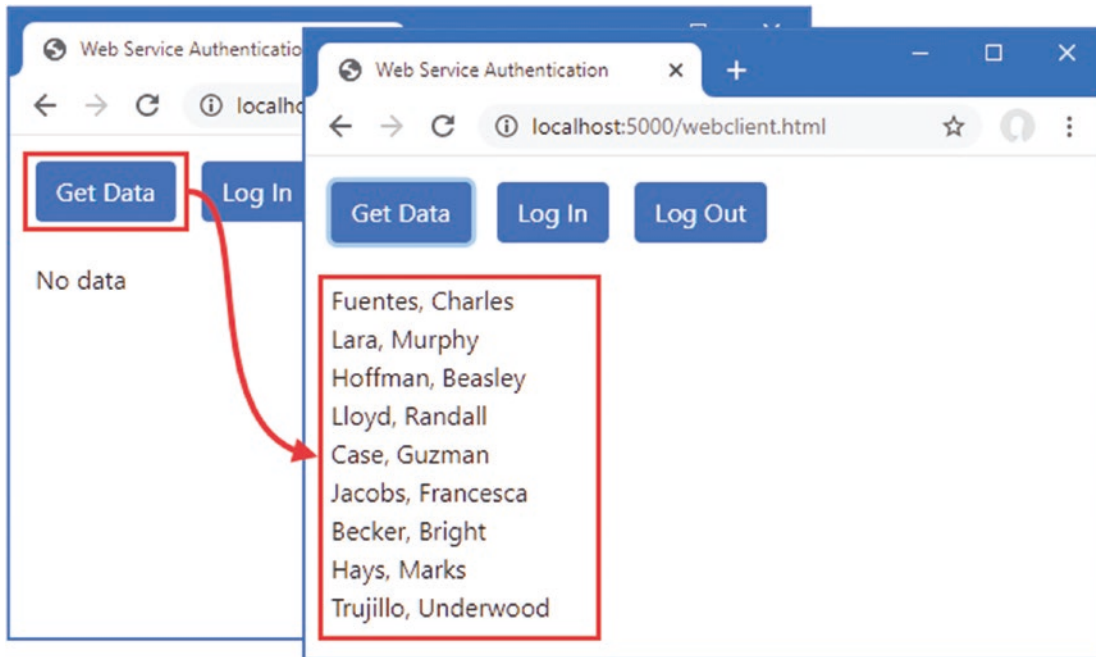 Web Service Authenticatio
localho
Get Data
Log In
No data
Web Service Authentication
localhost:5000/webclient.html
Get Data
Log In
Log Out
Fuentes, Charles
Lara, Murphy
Hoffman, Beasley
Lloyd, Randall
Case, Guzman
Jacobs, Francesca
Becker, Bright
Hays, Marks
Trujillo, Underwood